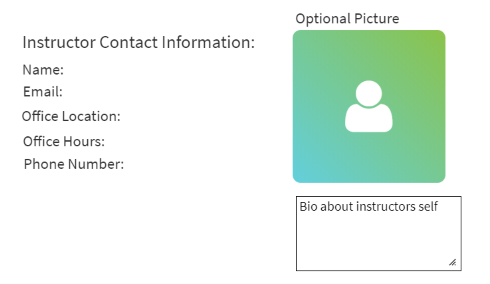 Optional Picture
Instructor Contact Information:
Name:
Email:
Office Location:
Office Hours:
Phone Number:
Bio about instructors self